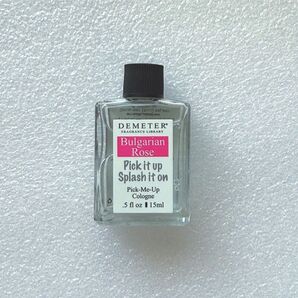 DEMETER®
FRAGRANCE LIBRARY
Bulgarian
Rose
Pick it up
Splash it on
Pick-Me-Up
Cologne
.5 fl oz ▮ 15ml